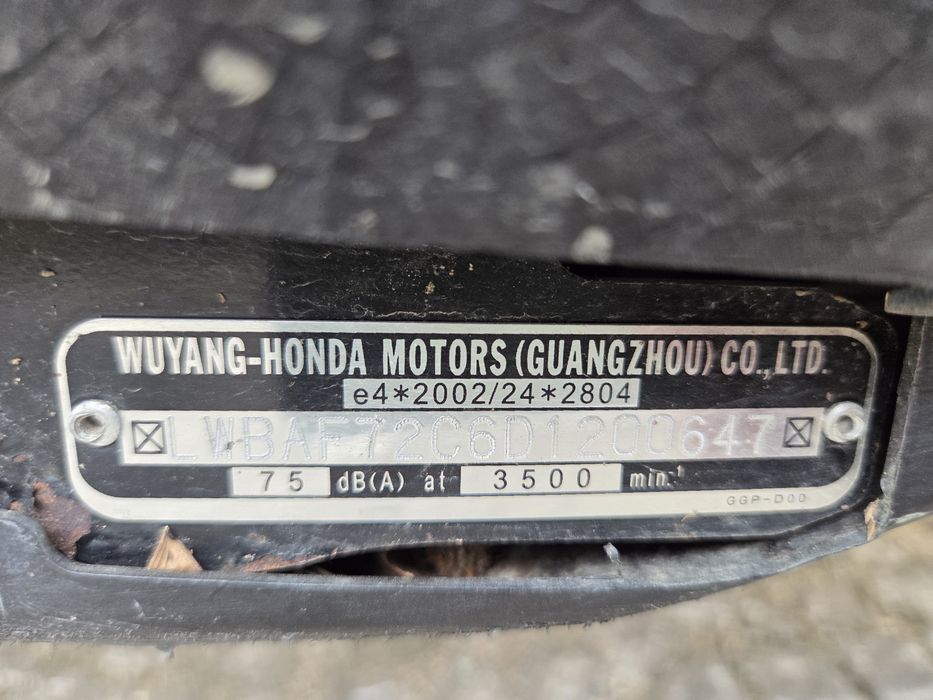 WUYANG-HONDA MOTORS (GUANGZHOU) CO., LTD.
e4*2002/24*2804
LWBAF72C6D1200647
75 dB(A) at 3500 min-¹
GGP-D00